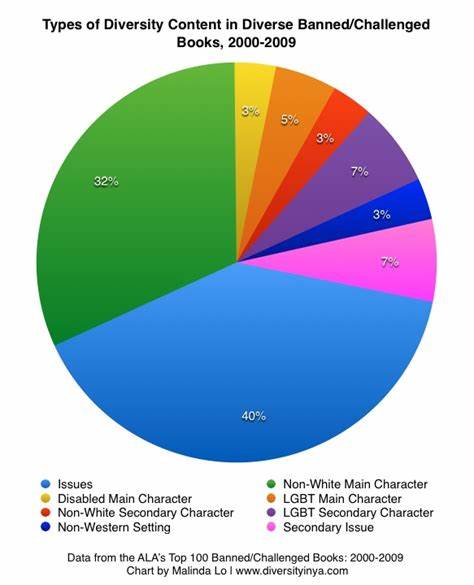 Types of Diversity Content in Diverse Banned/Challenged
Books, 2000-2009
3%
5%
3%
7%
3%
7%
40%
32%
Issues
Non-White Main Character
Disabled Main Character
LGBT Main Character
Non-White Secondary Character
LGBT Secondary Character
Non-Western Setting
Secondary Issue
Data from the ALA's Top 100 Banned/Challenged Books: 2000-2009
Chart by Malinda Lo I www.diversityinya.com